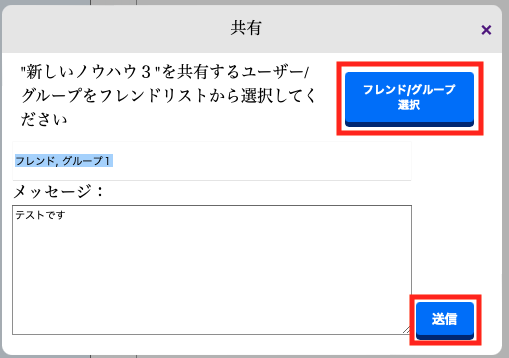 共有
×
"新しいノウハウ３"を共有するユーザー/
グループをフレンドリストから選択してく
ださい
フレンド/グループ
選択
フレンド, グループ１
メッセージ：
テストです
送信